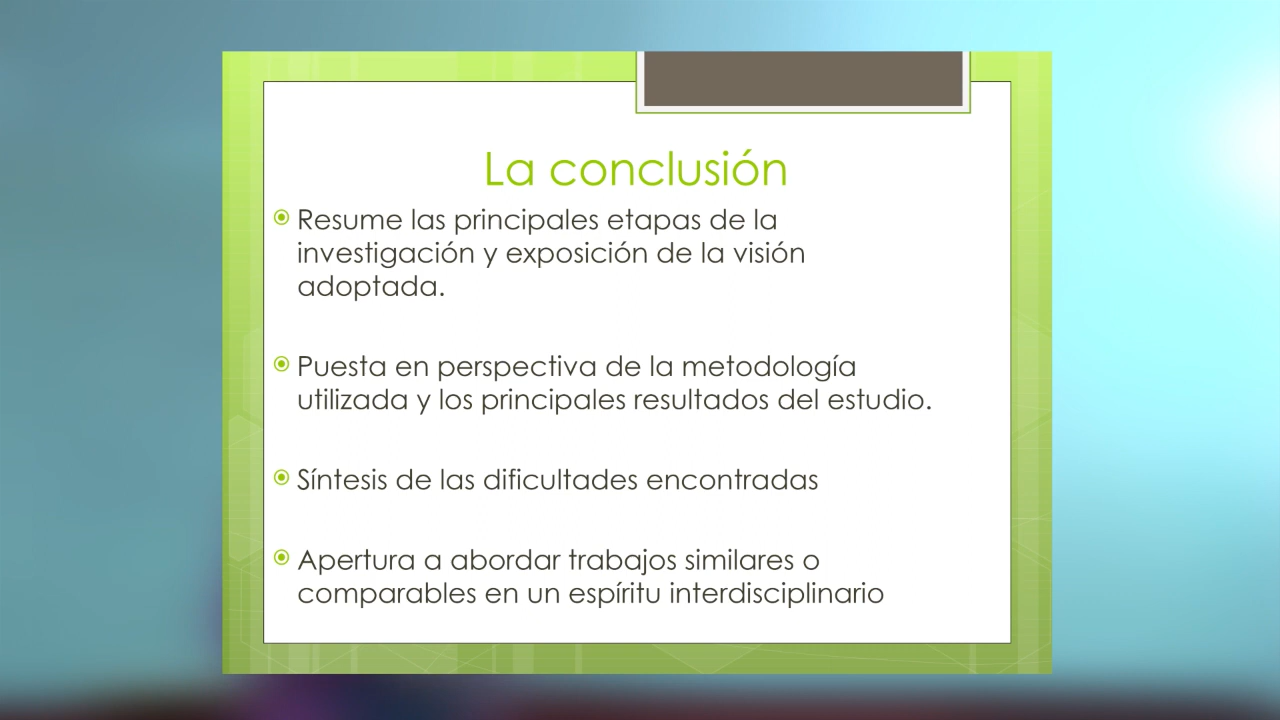 La conclusión
Resume las principales etapas de la
investigación y exposición de la visión
adoptada.
Puesta en perspectiva de la metodología
utilizada y los principales resultados del estudio.
Síntesis de las dificultades encontradas
Apertura a abordar trabajos similares o
comparables en un espíritu interdisciplinario